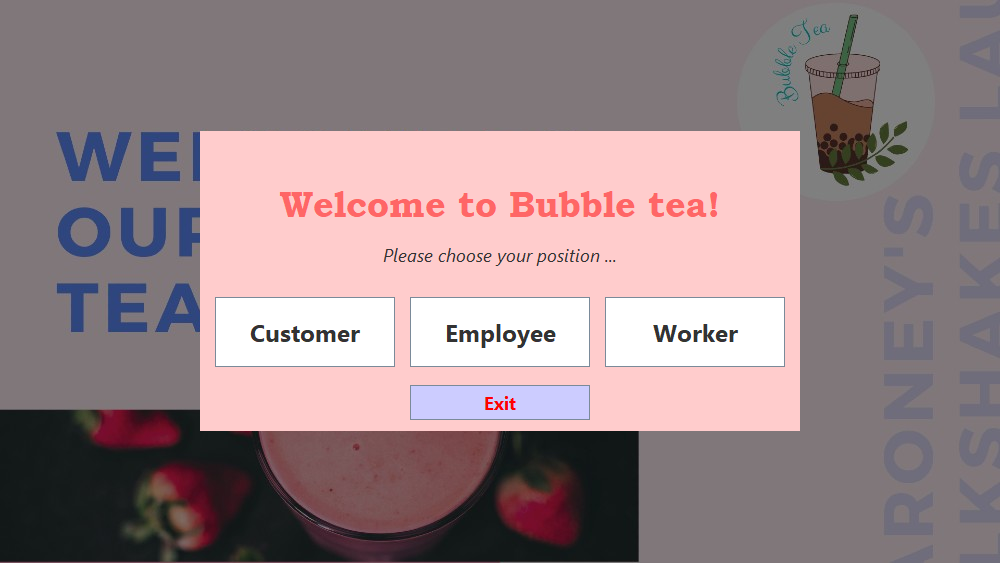 Bubble Tea
WE
OUR
TEA
Welcome to Bubble tea!
Please choose your position ...
Customer
Employee
Worker
Exit
ARONEY'S
LKSHAKES LAU